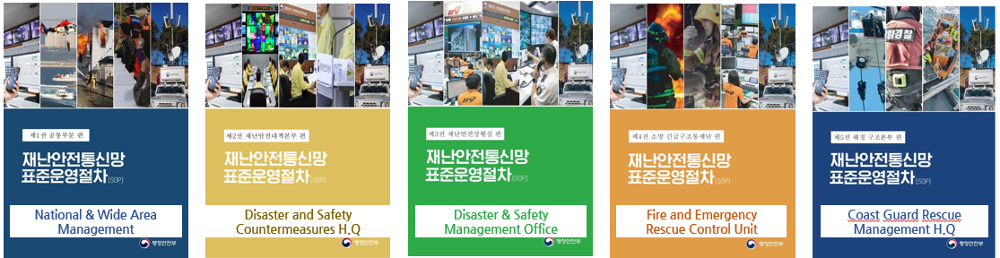 제1권 공통부문 편
재난안전통신망
표준운영절차(SOP)
National & Wide Area
Management
행정안전부
제2권 재난안전대책본부 편
재난안전통신망
표준운영절차(SOP)
Disaster and Safety
Countermeasures H.Q
행정안전부
119
제3권 재난안전상황실 편
재난안전통신망
표준운영절차(SOP)
Disaster & Safety
Management Office
행정안전부
제4권 소방 긴급구조통제단 편
재난안전통신망
표준운영절차(SOP)
Fire and Emergency
Rescue Control Unit
행정안전부
해양경찰
제5권 해경 구조본부 편
재난안전통신망
표준운영절차(SOP)
Coast Guard Rescue
Management H.Q
행정안전부